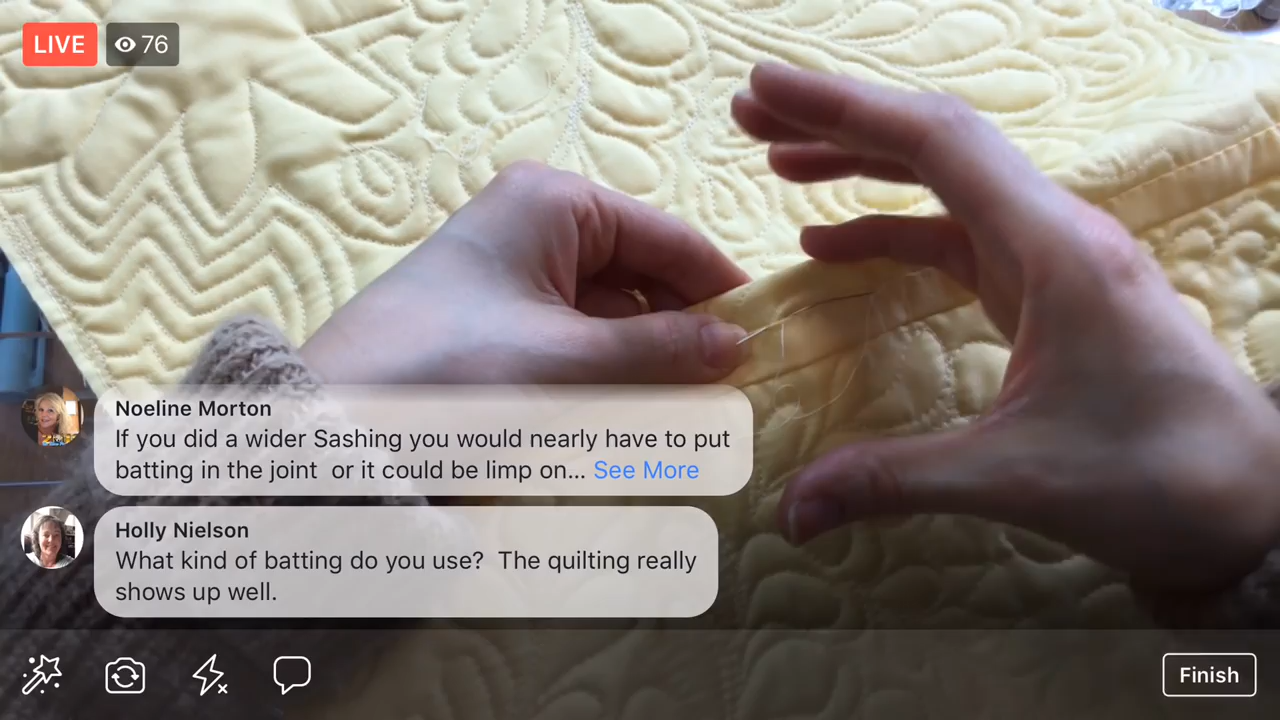 LIVE
76
Noeline Morton
If you did a wider Sashing you would nearly have to put
batting in the joint  or it could be limp on... See More
Holly Nielson
What kind of batting do you use?  The quilting really
shows up well.
Finish